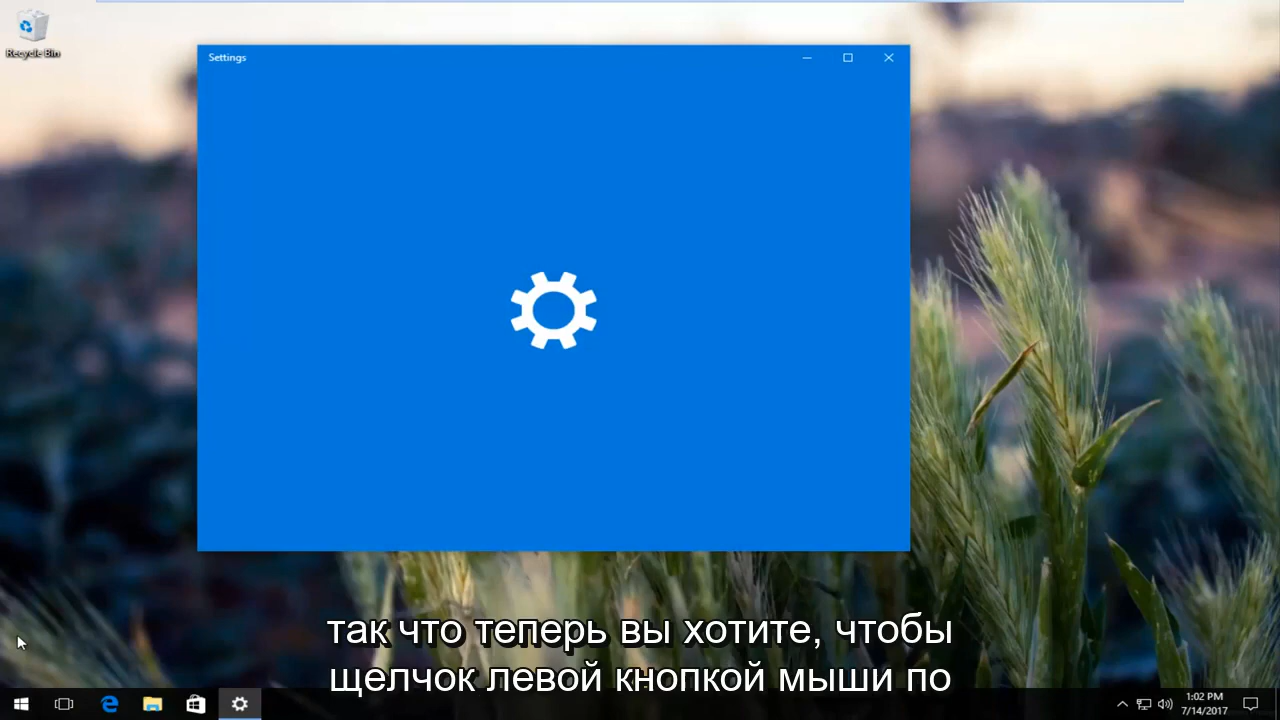 Recycle Bin
Settings
так что теперь вы хотите, чтобы
щелчок левой кнопкой мыши по
1:02 PM
7/14/2017